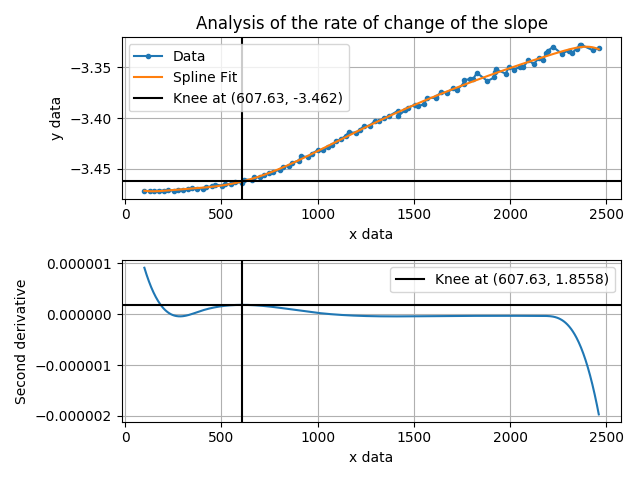 Analysis of the rate of change of the slope
Data
Spline Fit
Knee at (607.63, -3.462)
−3.35
−3.40
−3.45
y data
0 500 1000 1500 2000 2500
x data
Knee at (607.63, 1.8558)
0.000001
0.000000
−0.000001
−0.000002
Second derivative
0 500 1000 1500 2000 2500
x data